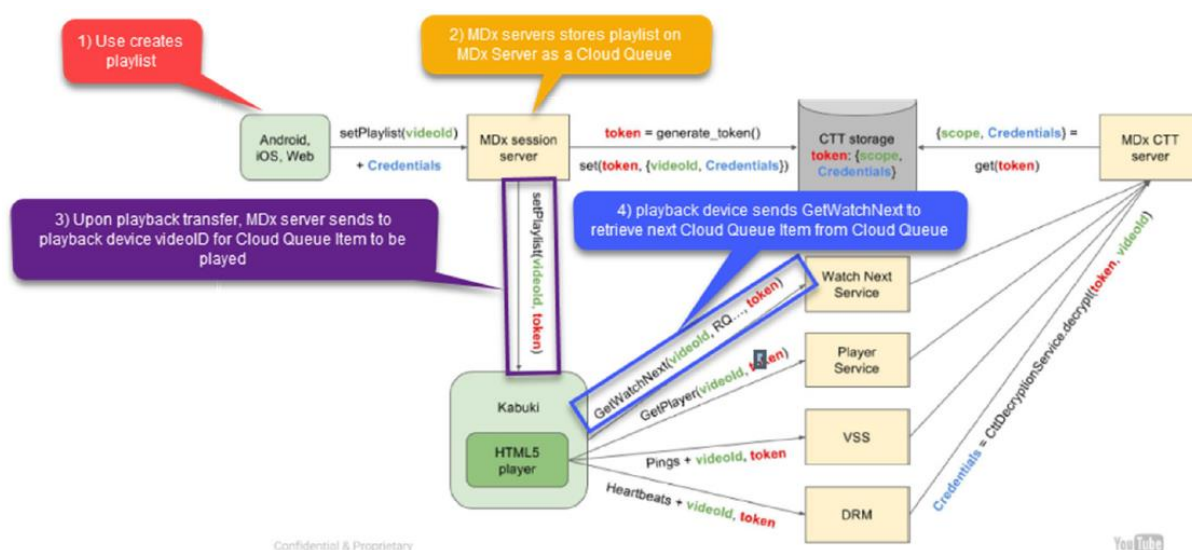 1) Use creates
playlist
2) MDx servers stores playlist on
MDx Server as a Cloud Queue
Android,
iOS, Web
setPlaylist(videoId)
+ Credentials
MDx session
server
token = generate_token()
set(token, {videoId, Credentials})
CTT storage
token: {scope,
Credentials}
{scope, Credentials} =
get(token)
MDx CTT
server
3) Upon playback transfer, MDx server sends to
playback device videoID for Cloud Queue Item to be
played
setPlaylist(videoId, token)
4) playback device sends GetWatchNext to
retrieve next Cloud Queue Item from Cloud Queue
GetWatchNext(videoId, RQ..., token)
Watch Next
Service
GetPlayer(videoId, token)
Player
Service
Kabuki
HTML5
player
Pings + videoId, token
VSS
Heartbeats + videoId, token
DRM
Credentials = CttDecryptionService.decrypt(token, videoId)
Confidential & Proprietary
YouTube